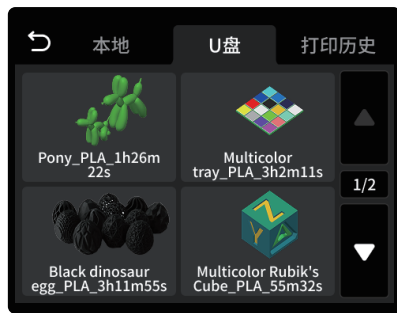 本地
U盘
打印历史
Pony_PLA_1h26m
22s
Multicolor
tray_PLA_3h2m11s
1/2
Black dinosaur
egg_PLA_3h11m55s
Multicolor Rubik's
Cube_PLA_55m32s